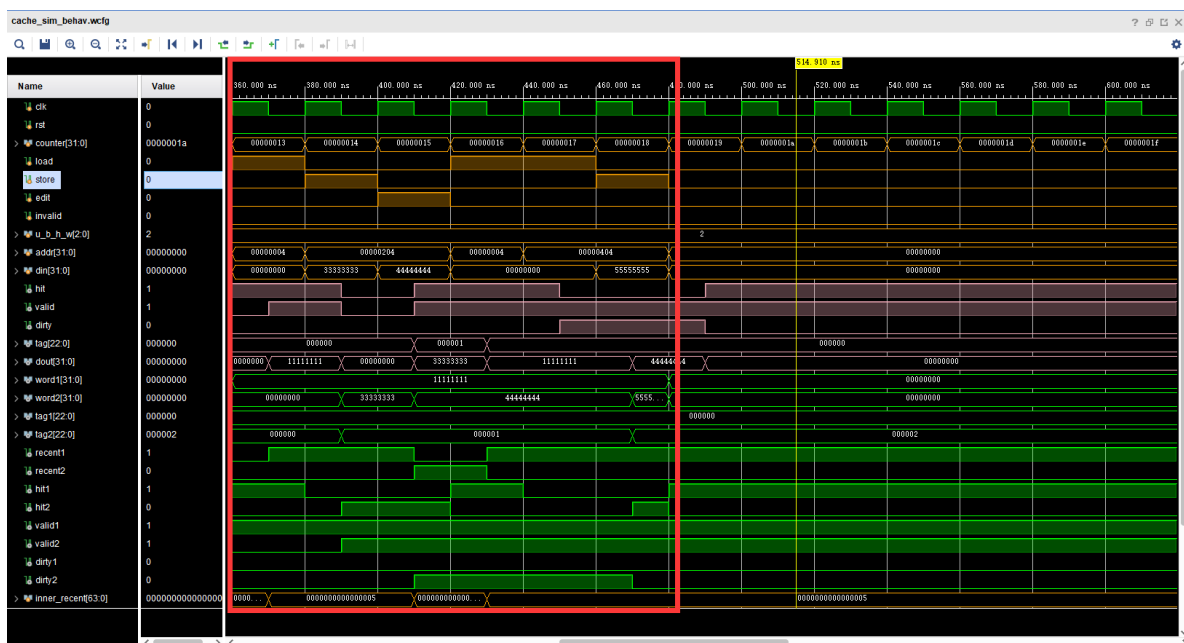 cache_sim_behav.wcfg
514.910 ns
Name Value 360.000 ns 380.000 ns 400.000 ns 420.000 ns 440.000 ns 460.000 ns 0.000 ns 500.000 ns 520.000 ns 540.000 ns 560.000 ns 580.000 ns 600.000 ns
clk 0
rst 0
counter[31:0] 0000001a 00000013 00000014 00000015 00000016 00000017 00000018 00000019 0000001a 0000001b 0000001c 0000001d 0000001e 0000001f
load 0
store 0
edit 0
invalid 0
u_b_h_w[2:0] 2 2
addr[31:0] 00000000 00000004 00000204 00000004 00000404 00000000
din[31:0] 00000000 00000000 33333333 44444444 00000000 55555555 00000000
hit 1
valid 1
dirty 0
tag[22:0] 000000 000000 000001 000000
dout[31:0] 00000000 00000000 11111111 00000000 33333333 11111111 00000000
word1[31:0] 00000000 11111111 00000000
word2[31:0] 00000000 00000000 33333333 44444444 5555... 00000000
tag1[22:0] 000000 000000
tag2[22:0] 000002 000000 000001 000002
recent1 1
recent2 0
hit1 1
hit2 0
valid1 1
valid2 1
dirty1 0
dirty2 0
inner_recent[63:0] 000000000000000 0000... 0000000000000005 000000000000... 0000000000000005